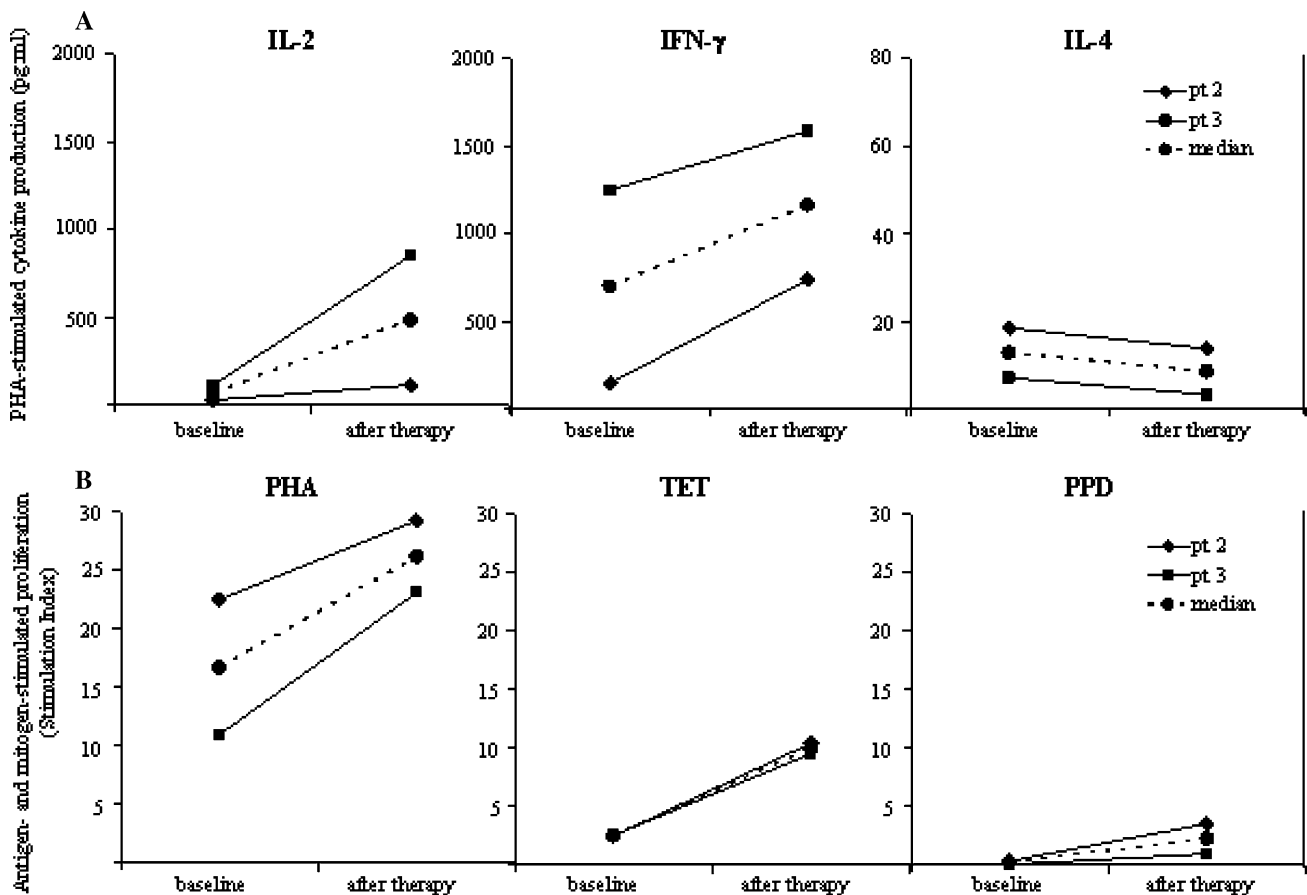 A
IL-2
IFN-γ
IL-4
PHA-stimulated cytokine production (pg/ml)
2000
1500
1000
500
baseline after therapy
2000
1500
1000
500
baseline after therapy
80
60
40
20
pt 2
pt 3
median
baseline after therapy
B
PHA
TET
PPD
Antigen- and mitogen-stimulated proliferation
(Stimulation Index)
30
25
20
15
10
5
baseline after therapy
30
25
20
15
10
5
baseline after therapy
30
25
20
15
10
5
pt 2
pt 3
median
baseline after therapy